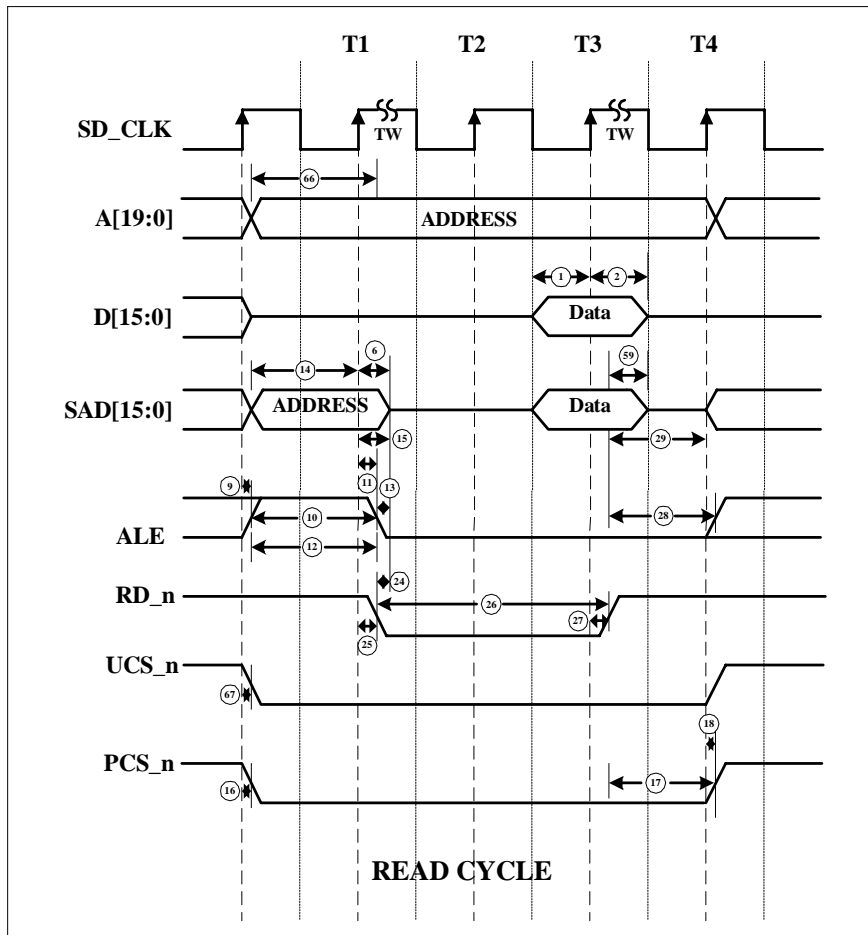 T1 T2 T3 T4
SD_CLK
TW TW
66
A[19:0] ADDRESS
1 2
D[15:0] Data
59
14 6
SAD[15:0] ADDRESS Data
15 29
11 13
9
10 28
ALE 12
24
RD_n 26
25 27
UCS_n
67
18
PCS_n
17
16
READ CYCLE